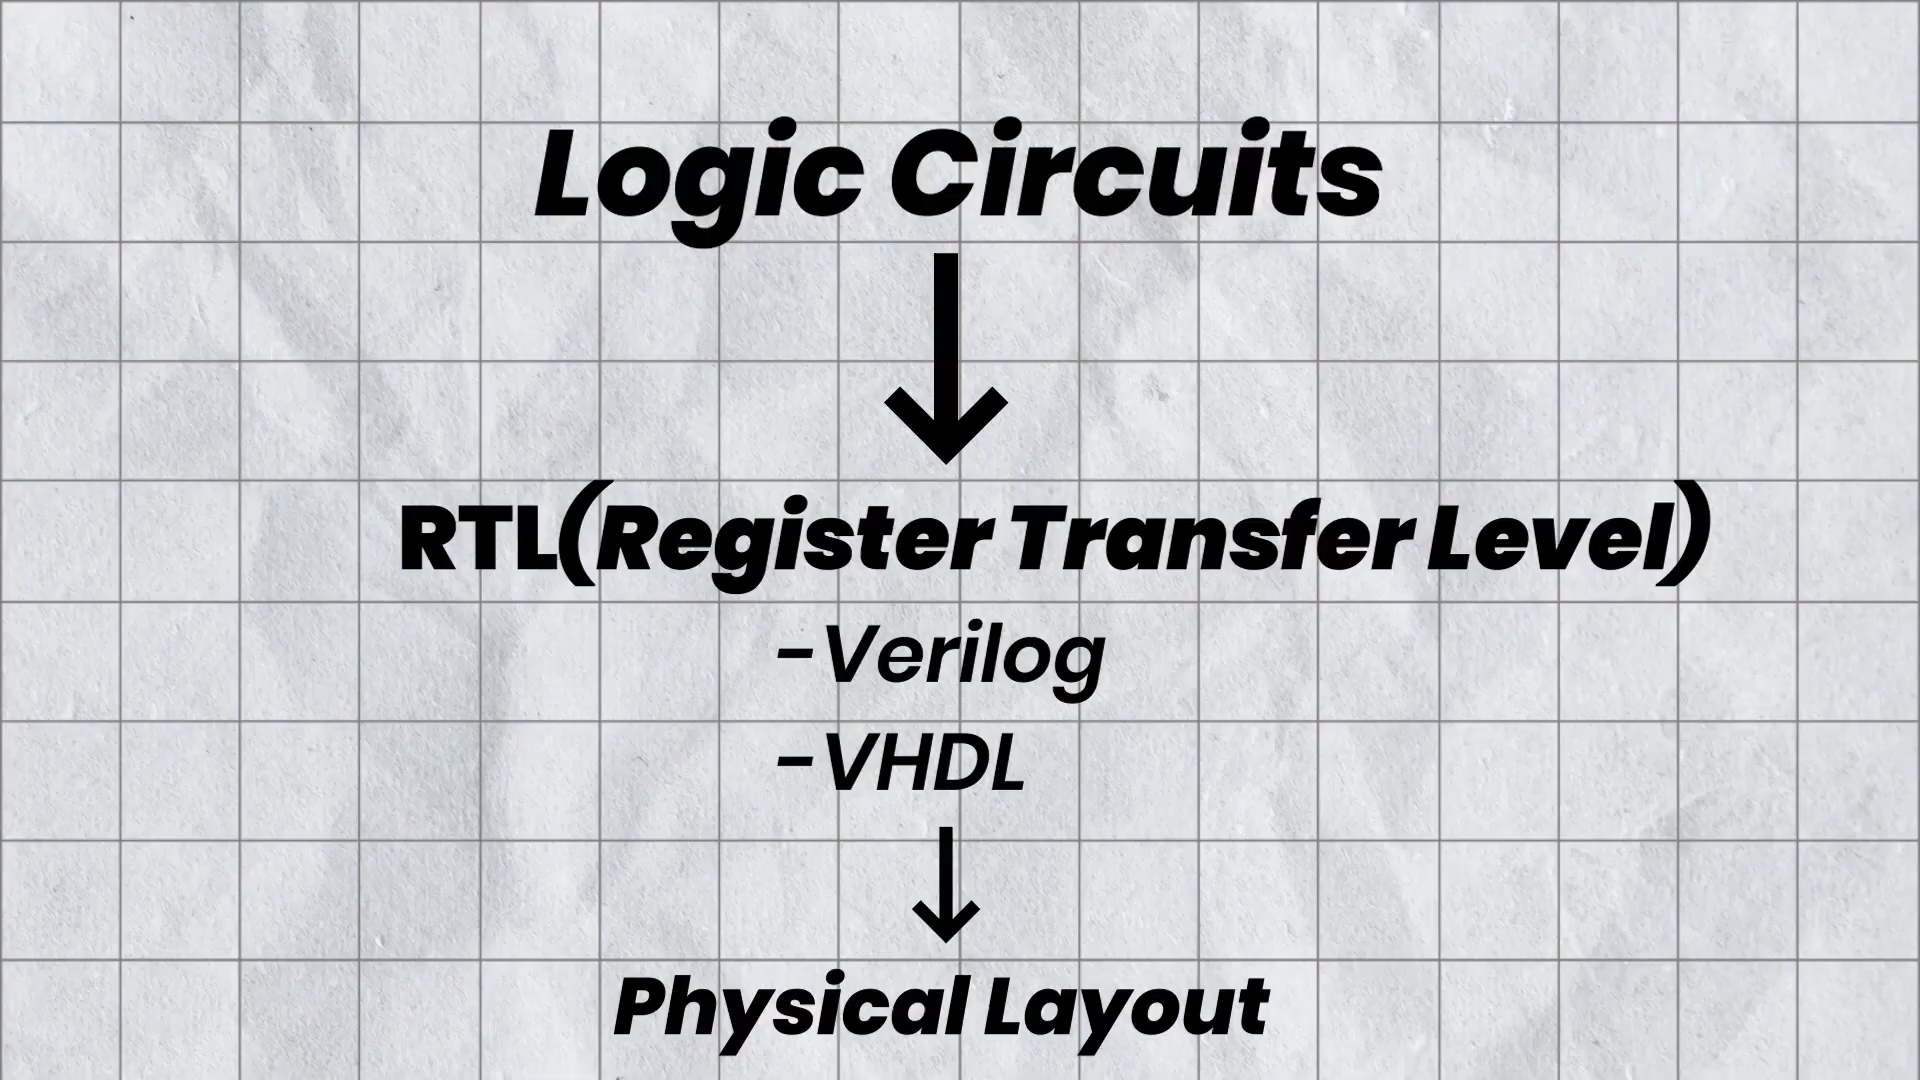 Logic Circuits
RTL(Register Transfer Level)
-Verilog
-VHDL
Physical Layout